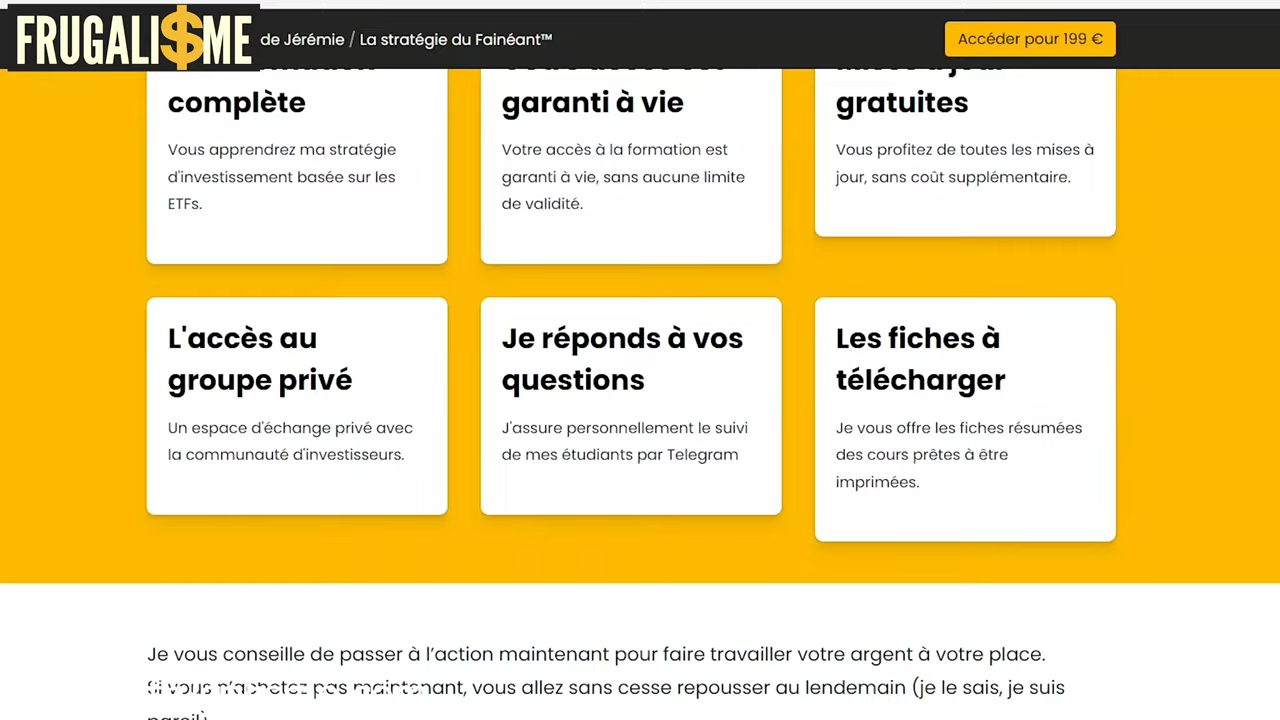 FRUGALI$ME
de Jérémie / La stratégie du Fainéant™
Accéder pour 199 €
complète
Vous apprendrez ma stratégie
d'investissement basée sur les
ETFs.
garanti à vie
Votre accès à la formation est
garanti à vie, sans aucune limite
de validité.
gratuites
Vous profitez de toutes les mises à
jour, sans coût supplémentaire.
L'accès au
groupe privé
Un espace d'échange privé avec
la communauté d'investisseurs.
Je réponds à vos
questions
J'assure personnellement le suivi
de mes étudiants par Telegram
Les fiches à
télécharger
Je vous offre les fiches résumées
des cours prêtes à être
imprimées.
Je vous conseille de passer à l'action maintenant pour faire travailler votre argent à votre place.
pas maintenant, vous allez sans cesse repousser au lendemain (je le sais, je suis